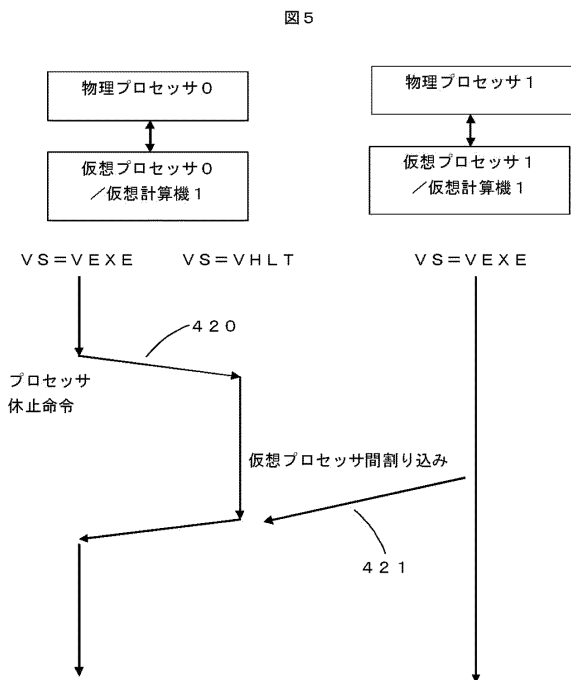 図５
物理プロセッサ０
物理プロセッサ１
仮想プロセッサ０
／仮想計算機１
仮想プロセッサ１
／仮想計算機１
ＶＳ＝ＶＥＸＥ
ＶＳ＝ＶＨＬＴ
ＶＳ＝ＶＥＸＥ
４２０
プロセッサ
休止命令
仮想プロセッサ間割り込み
４２１